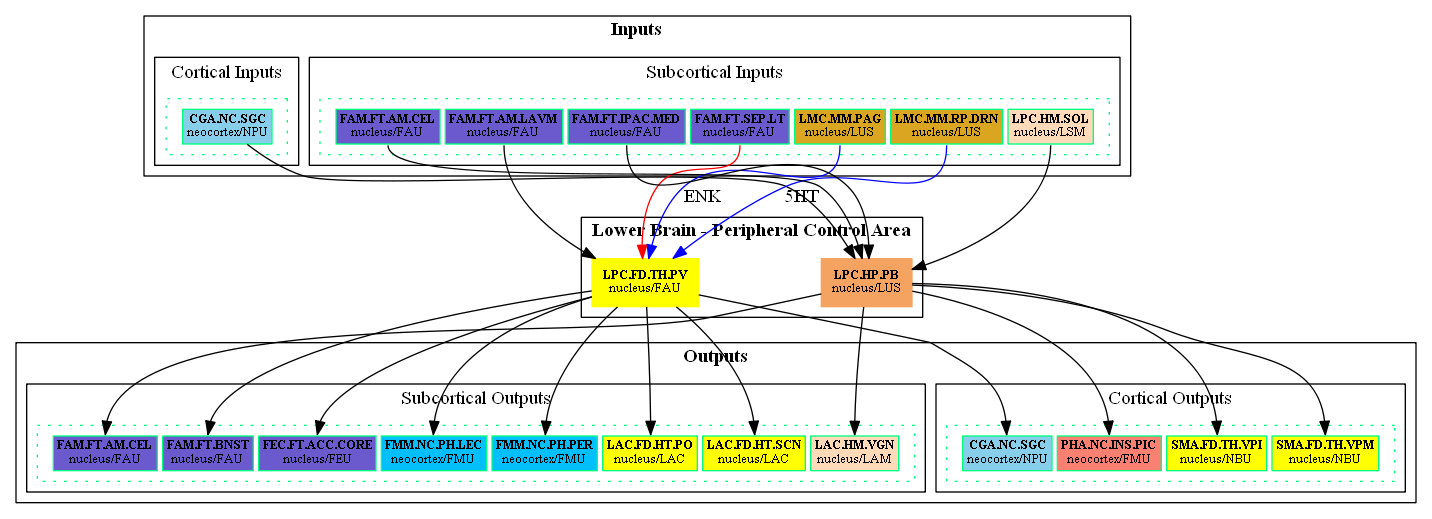 Inputs
Cortical Inputs
Subcortical Inputs
CGA.NC.SGC
neocortex/NPU
FAM.FT.AM.CEL
nucleus/FAU
FAM.FT.AM.LAVM
nucleus/FAU
FAM.FT.IPAC.MED
nucleus/FAU
FAM.FT.SEP.LT
nucleus/FAU
LMC.MM.PAG
nucleus/LUS
LMC.MM.RP.DRN
nucleus/LUS
LPC.HM.SOL
nucleus/LSM
ENK
5HT
Lower Brain - Peripheral Control Area
LPC.FD.TH.PV
nucleus/FAU
LPC.HP.PB
nucleus/LUS
Outputs
Subcortical Outputs
Cortical Outputs
FAM.FT.AM.CEL
nucleus/FAU
FAM.FT.BNST
nucleus/FAU
FEC.FT.ACC.CORE
nucleus/FEU
FMM.NC.PH.LEC
neocortex/FMU
FMM.NC.PH.PER
neocortex/FMU
LAC.FD.HT.PO
nucleus/LAC
LAC.FD.HT.SCN
nucleus/LAC
LAC.HM.VGN
nucleus/LAM
CGA.NC.SGC
neocortex/NPU
PHA.NC.INS.PIC
neocortex/FMU
SMA.FD.TH.VPI
nucleus/NBU
SMA.FD.TH.VPM
nucleus/NBU